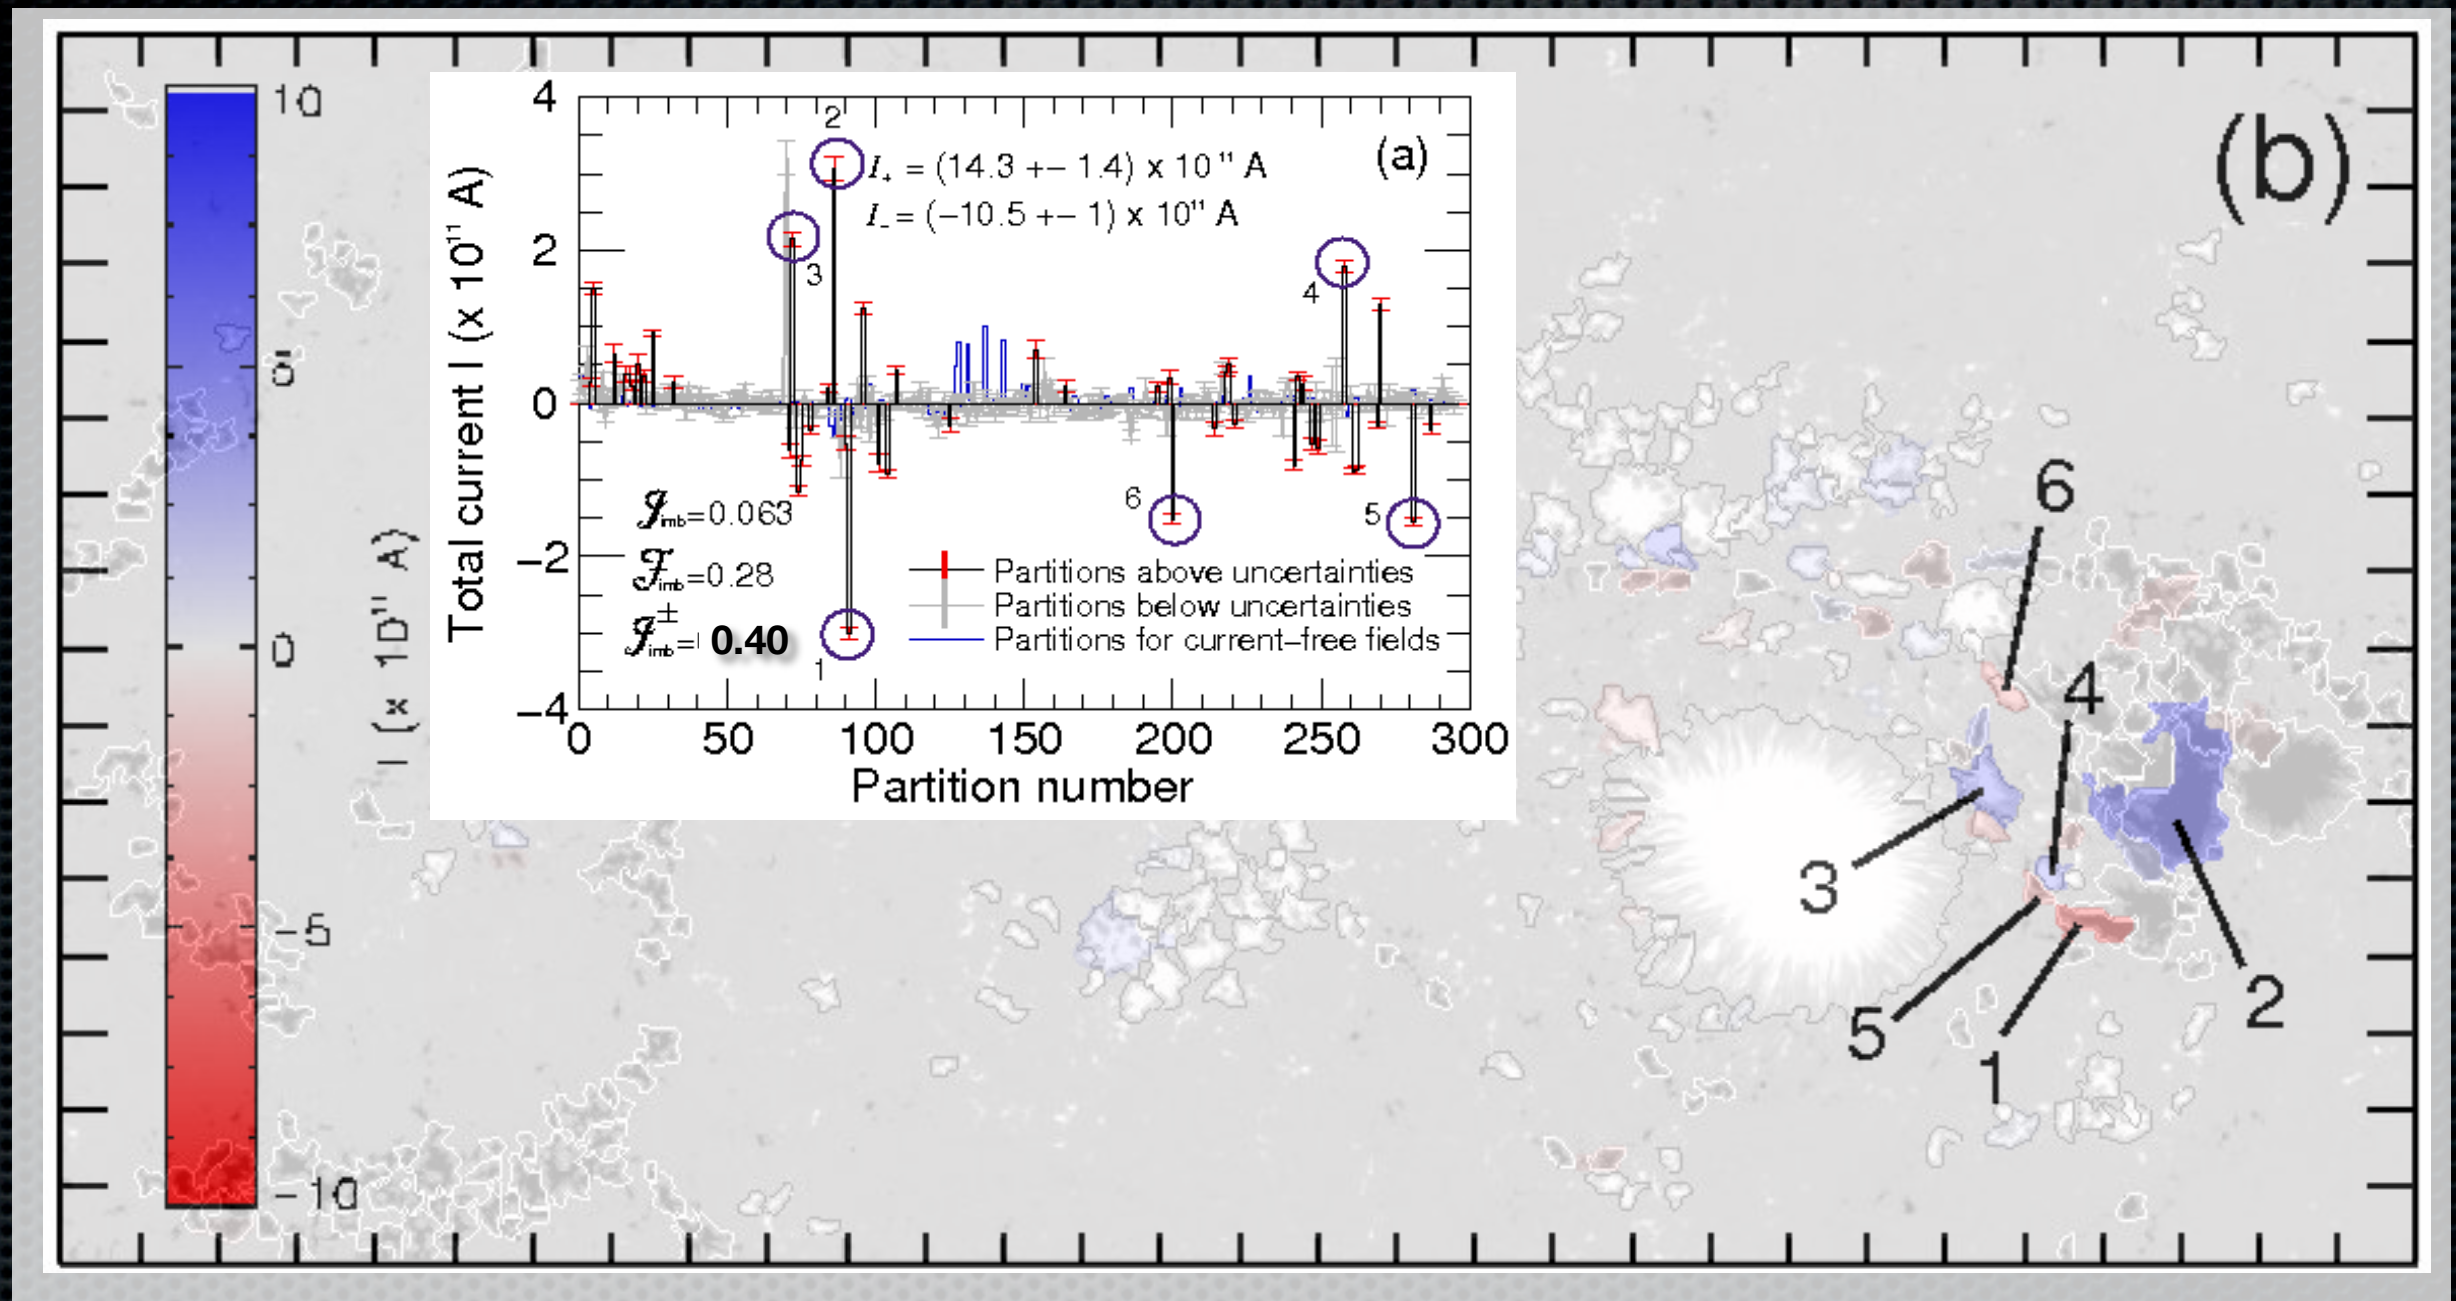 10
5
0
-5
-10
I (x 10¹¹ A)
(a)
4
2
0
-2
-4
Total current I (x 10¹¹ A)
0 50 100 150 200 250 300
Partition number
I₊ = (14.3 +- 1.4) x 10¹¹ A
I₋ = (-10.5 +- 1) x 10¹¹ A
2
3
4
6
5
1
𝒥imb=0.063
ℱimb=0.28
𝒥±imb= 0.40
Partitions above uncertainties
Partitions below uncertainties
Partitions for current-free fields
(b)
6
4
3
5
1
2